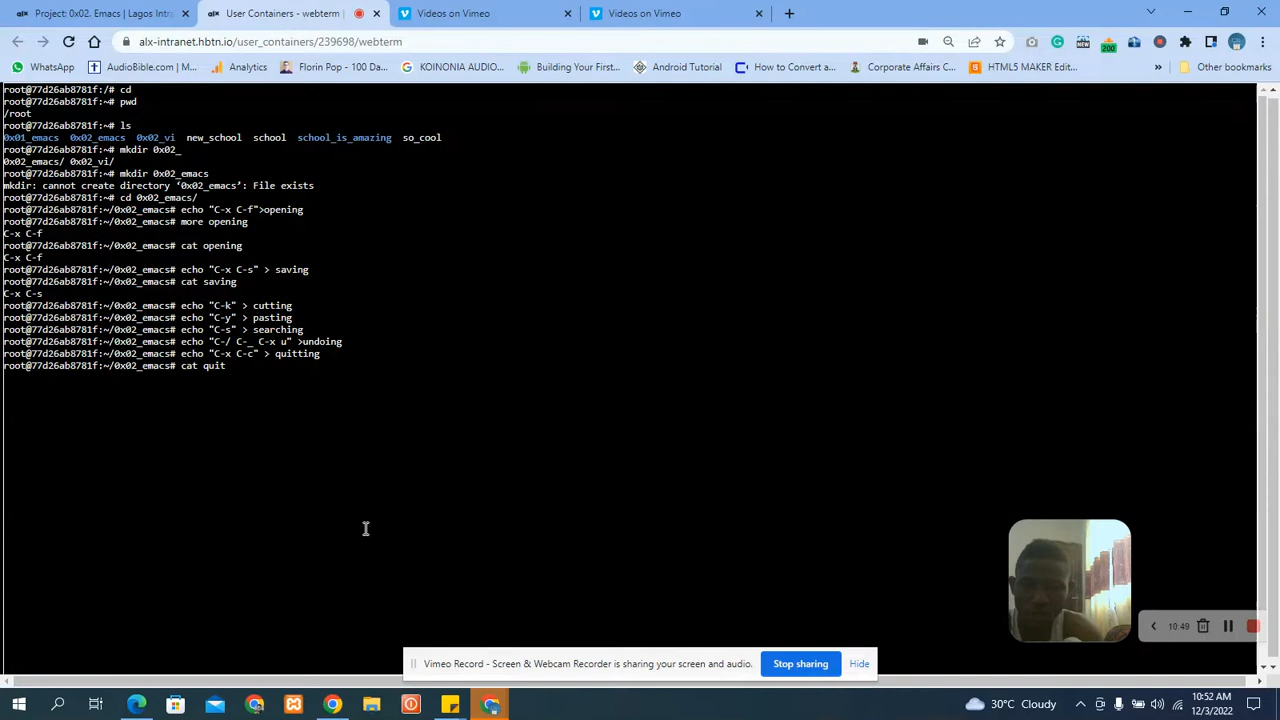 Project: 0x02. Emacs | Lagos Intr
User Containers - webterm
Videos on Vimeo
Videos on Vimeo
alx-intranet.hbtn.io/user_containers/239698/webterm
200
WhatsApp
AudioBible.com | M...
Analytics
Florin Pop - 100 Da...
KOINONIA AUDIO...
Building Your First...
Android Tutorial
How to Convert a...
Corporate Affairs C...
HTML5 MAKER Edit...
Other bookmarks
root@77d26ab8781f:/# cd
root@77d26ab8781f:~# pwd
/root
root@77d26ab8781f:~# ls
0x01_emacs  0x02_emacs  0x02_vi  new_school  school  school_is_amazing  so_cool
root@77d26ab8781f:~# mkdir 0x02_
0x02_emacs/ 0x02_vi/
root@77d26ab8781f:~# mkdir 0x02_emacs
mkdir: cannot create directory ‘0x02_emacs’: File exists
root@77d26ab8781f:~# cd 0x02_emacs/
root@77d26ab8781f:~/0x02_emacs# echo "C-x C-f">opening
root@77d26ab8781f:~/0x02_emacs# more opening
C-x C-f
root@77d26ab8781f:~/0x02_emacs# cat opening
C-x C-f
root@77d26ab8781f:~/0x02_emacs# echo "C-x C-s" > saving
root@77d26ab8781f:~/0x02_emacs# cat saving
C-x C-s
root@77d26ab8781f:~/0x02_emacs# echo "C-k" > cutting
root@77d26ab8781f:~/0x02_emacs# echo "C-y" > pasting
root@77d26ab8781f:~/0x02_emacs# echo "C-s" > searching
root@77d26ab8781f:~/0x02_emacs# echo "C-/ C-_ C-x u" >undoing
root@77d26ab8781f:~/0x02_emacs# echo "C-x C-c" > quitting
root@77d26ab8781f:~/0x02_emacs# cat quit
10:49
Vimeo Record - Screen & Webcam Recorder is sharing your screen and audio.
Stop sharing
Hide
30°C Cloudy
10:52 AM
12/3/2022